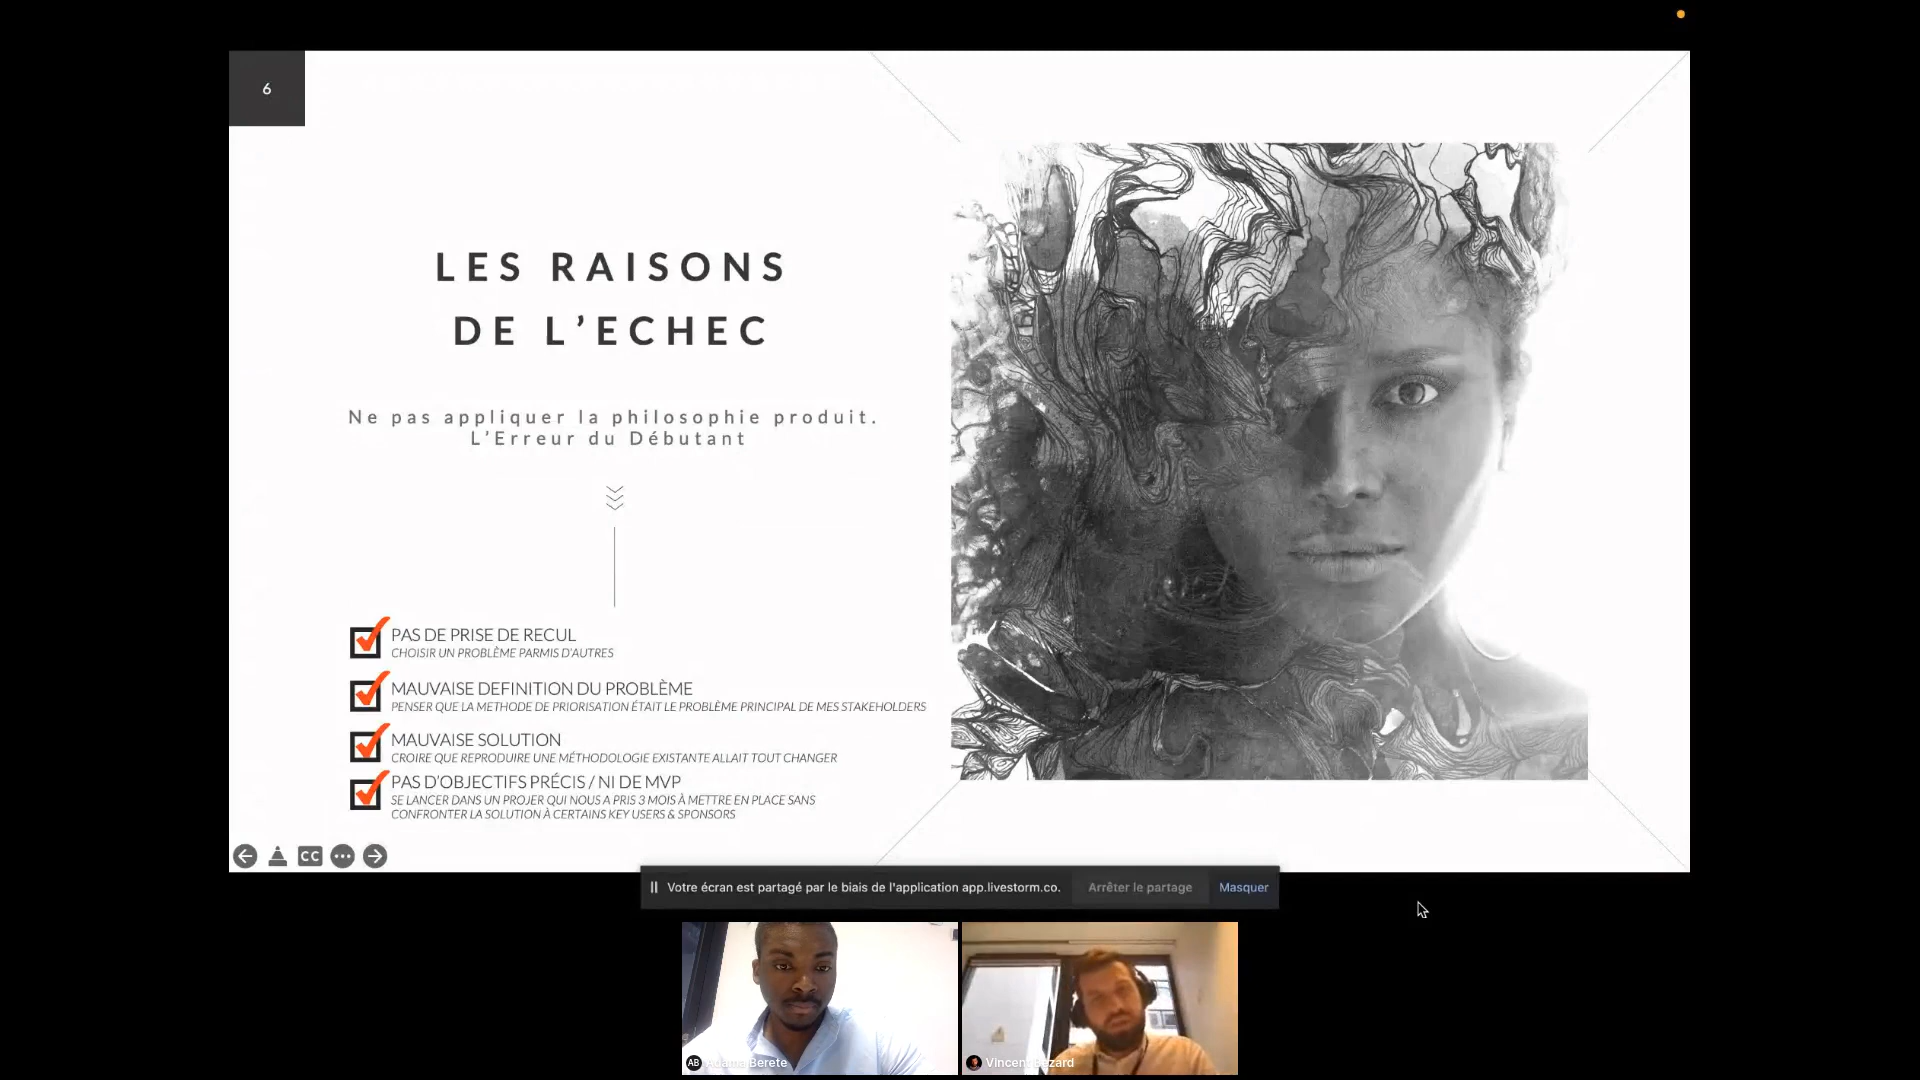 6
LES RAISONS
DE L’ECHEC
Ne pas appliquer la philosophie produit.
L’Erreur du Débutant
PAS DE PRISE DE RECUL
CHOISIR UN PROBLÈME PARMIS D'AUTRES
MAUVAISE DEFINITION DU PROBLÈME
PENSER QUE LA METHODE DE PRIORISATION ÉTAIT LE PROBLÈME PRINCIPAL DE MES STAKEHOLDERS
MAUVAISE SOLUTION
CROIRE QUE REPRODUIRE UNE MÉTHODOLOGIE EXISTANTE ALLAIT TOUT CHANGER
PAS D’OBJECTIFS PRÉCIS / NI DE MVP
SE LANCER DANS UN PROJER QUI NOUS A PRIS 3 MOIS À METTRE EN PLACE SANS
CONFRONTER LA SOLUTION À CERTAINS KEY USERS & SPONSORS
CC
Votre écran est partagé par le biais de l'application app.livestorm.co.
Arrêter le partage
Masquer
AB
Berete